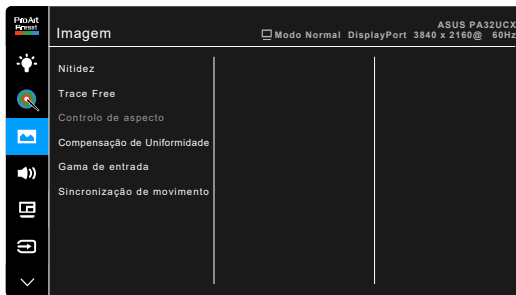 ProArt
Preset
Imagem
ASUS PA32UCX
Modo Normal DisplayPort 3840 x 2160@ 60Hz
Nitidez
Trace Free
Controlo de aspecto
Compensação de Uniformidade
Gama de entrada
Sincronização de movimento